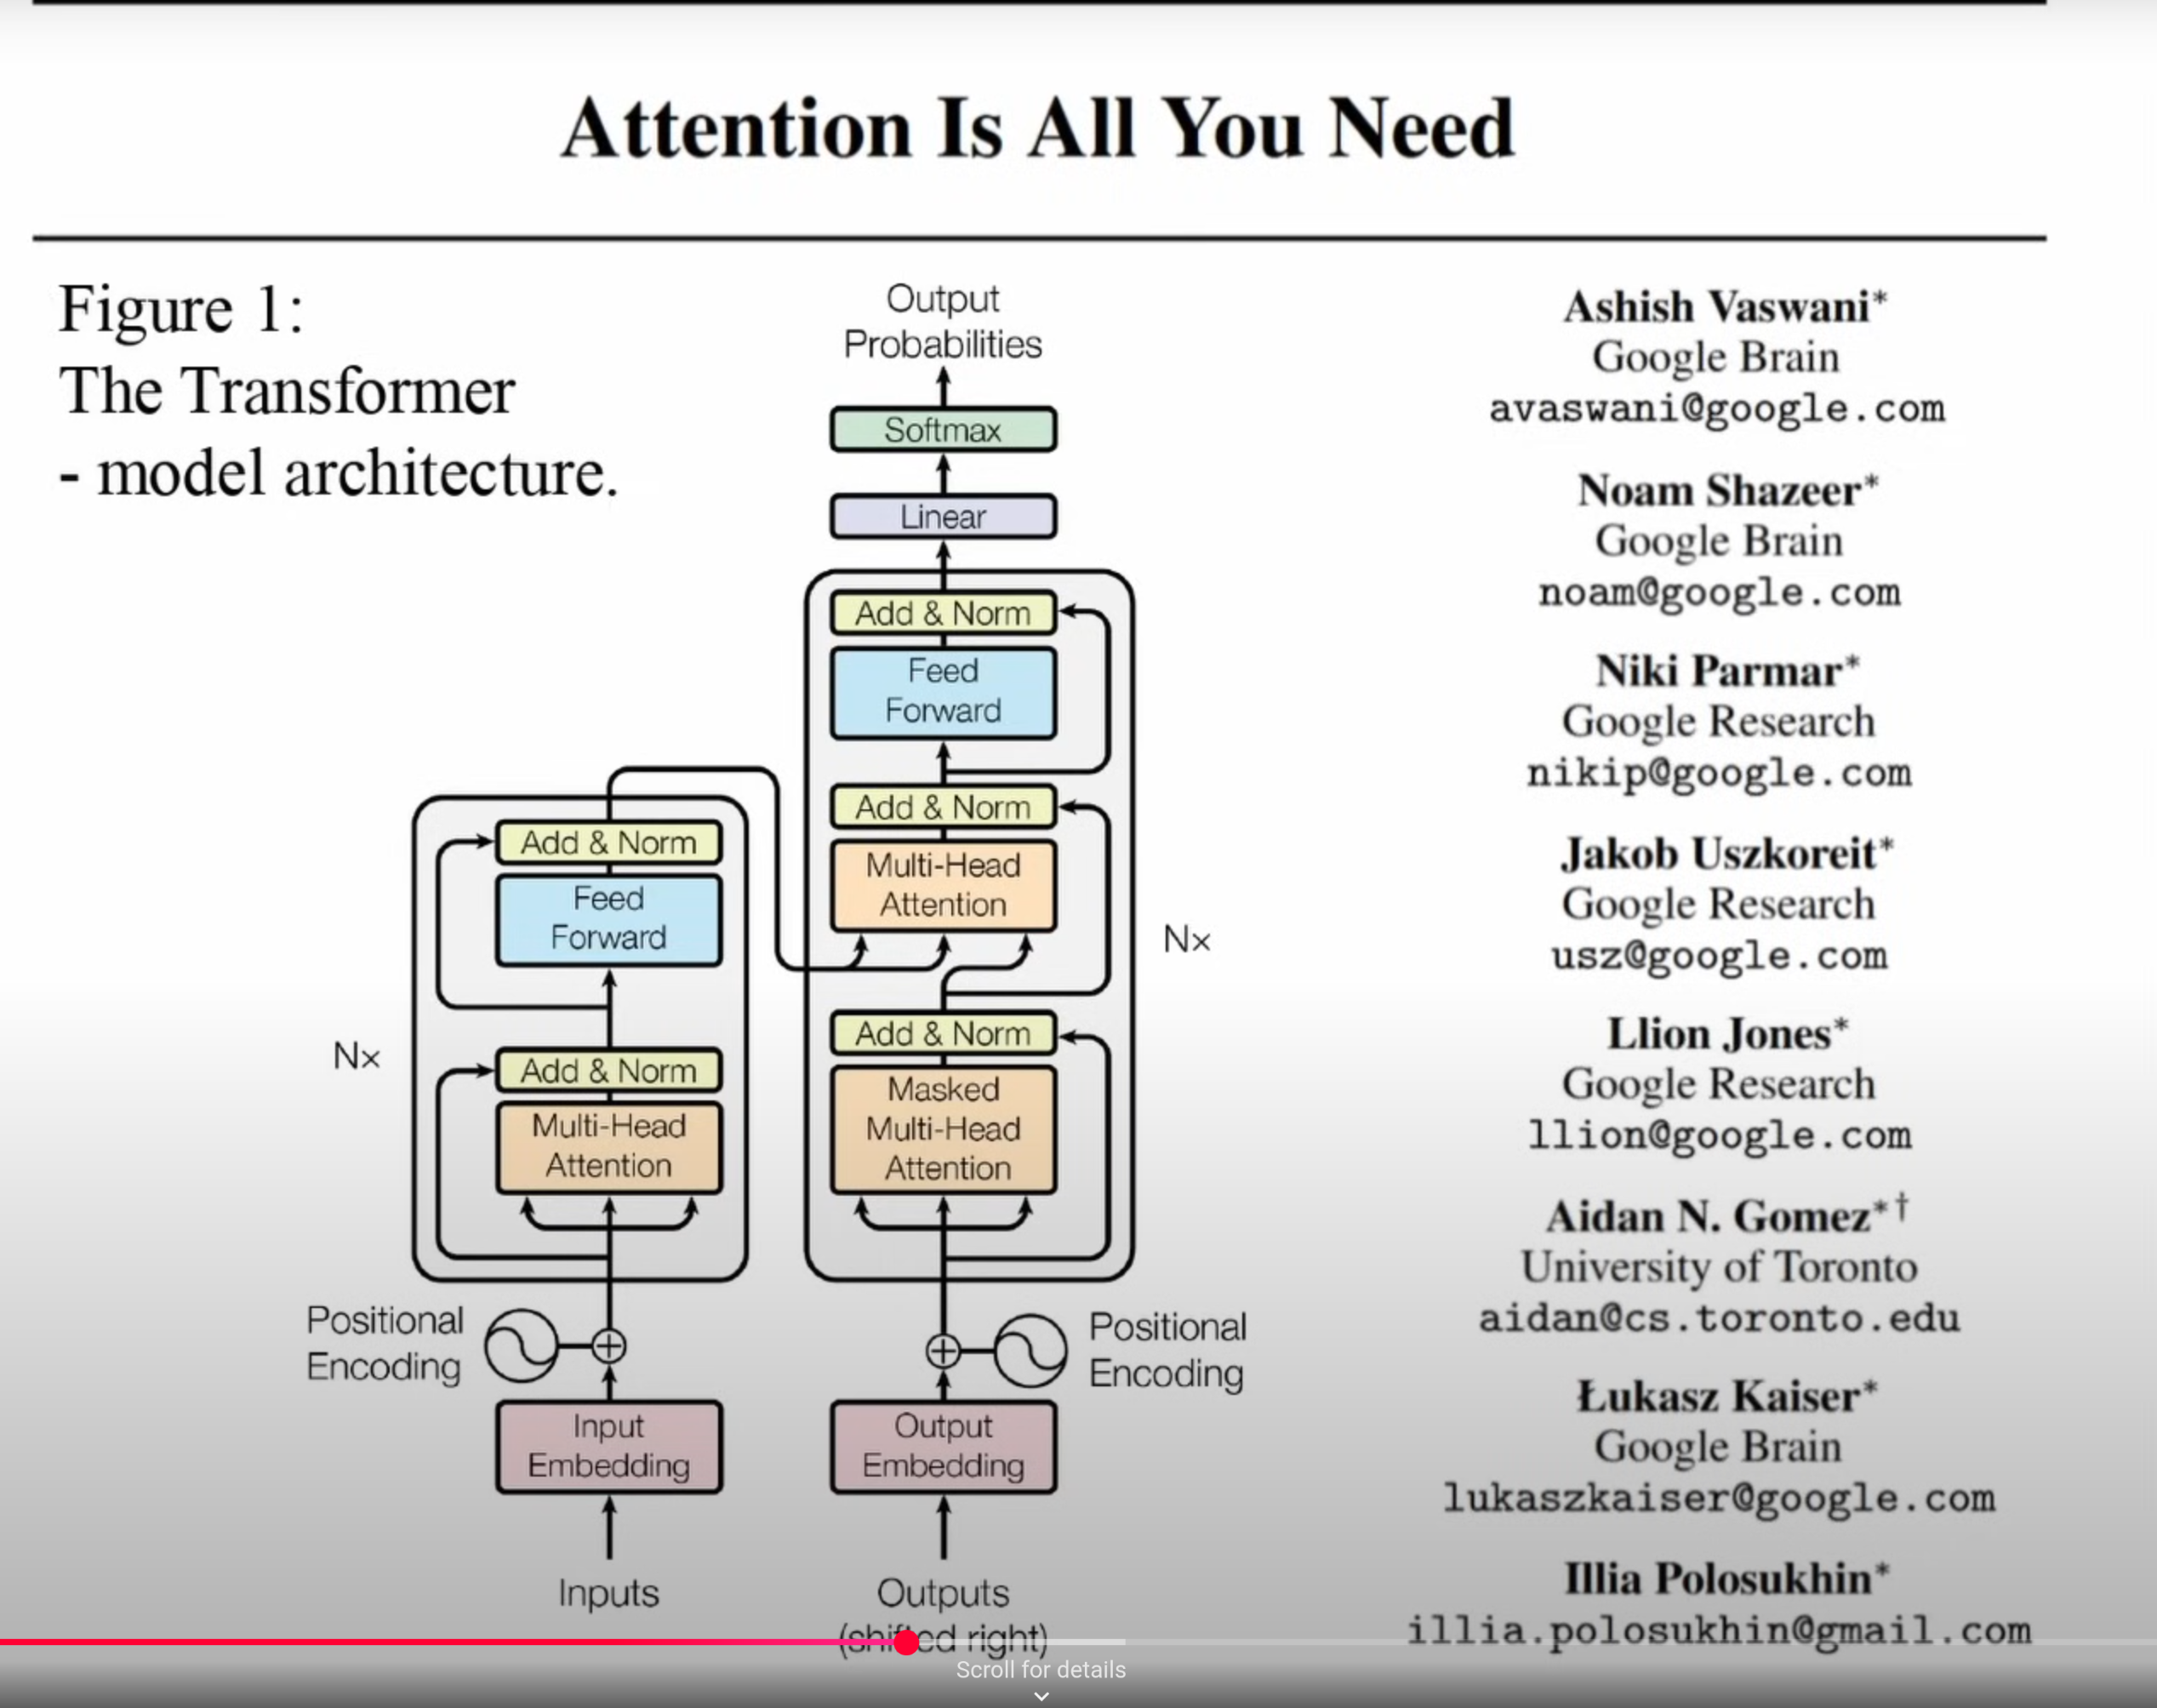 Attention Is All You Need
Figure 1:
The Transformer
- model architecture.
Output
Probabilities
Softmax
Linear
Add & Norm
Feed
Forward
Add & Norm
Multi-Head
Attention
Add & Norm
Masked
Multi-Head
Attention
Nx
Add & Norm
Feed
Forward
Add & Norm
Multi-Head
Attention
Nx
Positional
Encoding
Positional
Encoding
Input
Embedding
Output
Embedding
Inputs
Outputs
(shifted right)
Ashish Vaswani*
Google Brain
avaswani@google.com
Noam Shazeer*
Google Brain
noam@google.com
Niki Parmar*
Google Research
nikip@google.com
Jakob Uszkoreit*
Google Research
usz@google.com
Llion Jones*
Google Research
llion@google.com
Aidan N. Gomez* †
University of Toronto
aidan@cs.toronto.edu
Łukasz Kaiser*
Google Brain
lukaszkaiser@google.com
Illia Polosukhin*
illia.polosukhin@gmail.com
Scroll for details